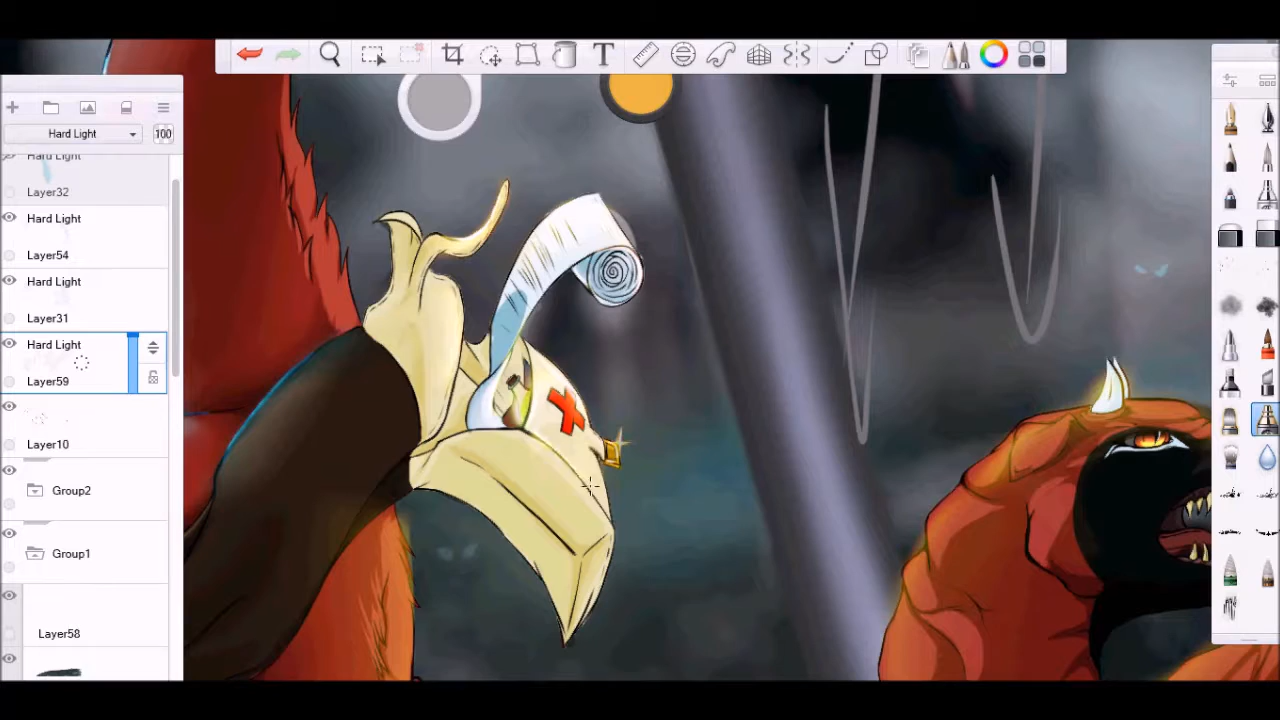 T
Hard Light
100
Hard Light
Layer32
Hard Light
Layer54
Hard Light
Layer31
Hard Light
Layer59
Layer10
Group2
Group1
Layer58